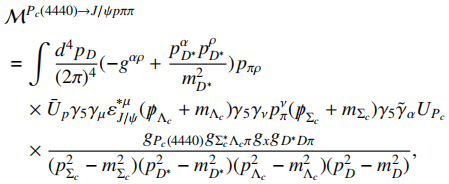 \mathcal{M}^{P_c(4440)\to J/\psi p\pi\pi}
= \int \frac{d^4 p_D}{(2\pi)^4} (-g^{\alpha\rho} + \frac{p_{D^*}^{\alpha} p_{D^*}^{\rho}}{m_{D^*}^2}) p_{\pi\rho}
\times \bar{U}_p \gamma_5 \gamma_\mu \varepsilon_{J/\psi}^{*\mu} (\not{p}_{\Lambda_c} + m_{\Lambda_c}) \gamma_5 \gamma_\nu p_\pi^\nu (\not{p}_{\Sigma_c} + m_{\Sigma_c}) \gamma_5 \tilde{\gamma}_\alpha U_{P_c}
\times \frac{g_{P_c(4440)} g_{\Sigma_c^* \Lambda_c \pi} g_x g_{D^* D\pi}}{(p_{\Sigma_c}^2 - m_{\Sigma_c}^2)(p_{D^*}^2 - m_{D^*}^2)(p_{\Lambda_c}^2 - m_{\Lambda_c}^2)(p_D^2 - m_D^2)},